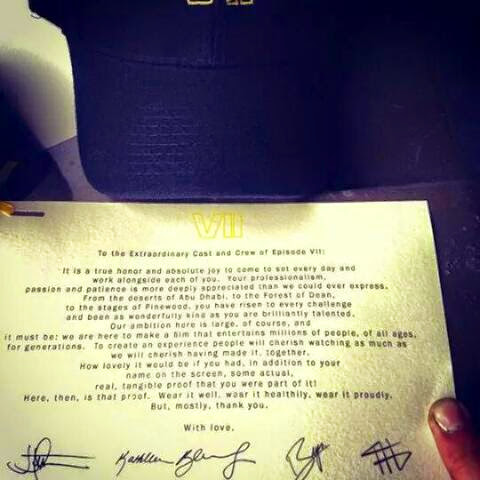 VII
VII
To the Extraordinary Cast and Crew of Episode VII:
It is a true honor and absolute joy to come to set every day and
work alongside each of you. Your professionalism,
passion and patience is more deeply appreciated than we could ever express.
From the deserts of Abu Dhabi, to the Forest of Dean,
to the stages of Pinewood, you have risen to every challenge
and been as wonderfully kind as you are brilliantly talented.
Our ambition here is large, of course, and
it must be: we are here to make a film that entertains millions of people, of all ages,
for generations. To create an experience people will cherish watching as much as
we will cherish having made it, together.
How lovely it would be if you had, in addition to your
name on the screen, some actual,
real, tangible proof that you were part of it!
Here, then, is that proof. Wear it well, wear it healthily, wear it proudly.
But, mostly, thank you.
With love,
Kathleen